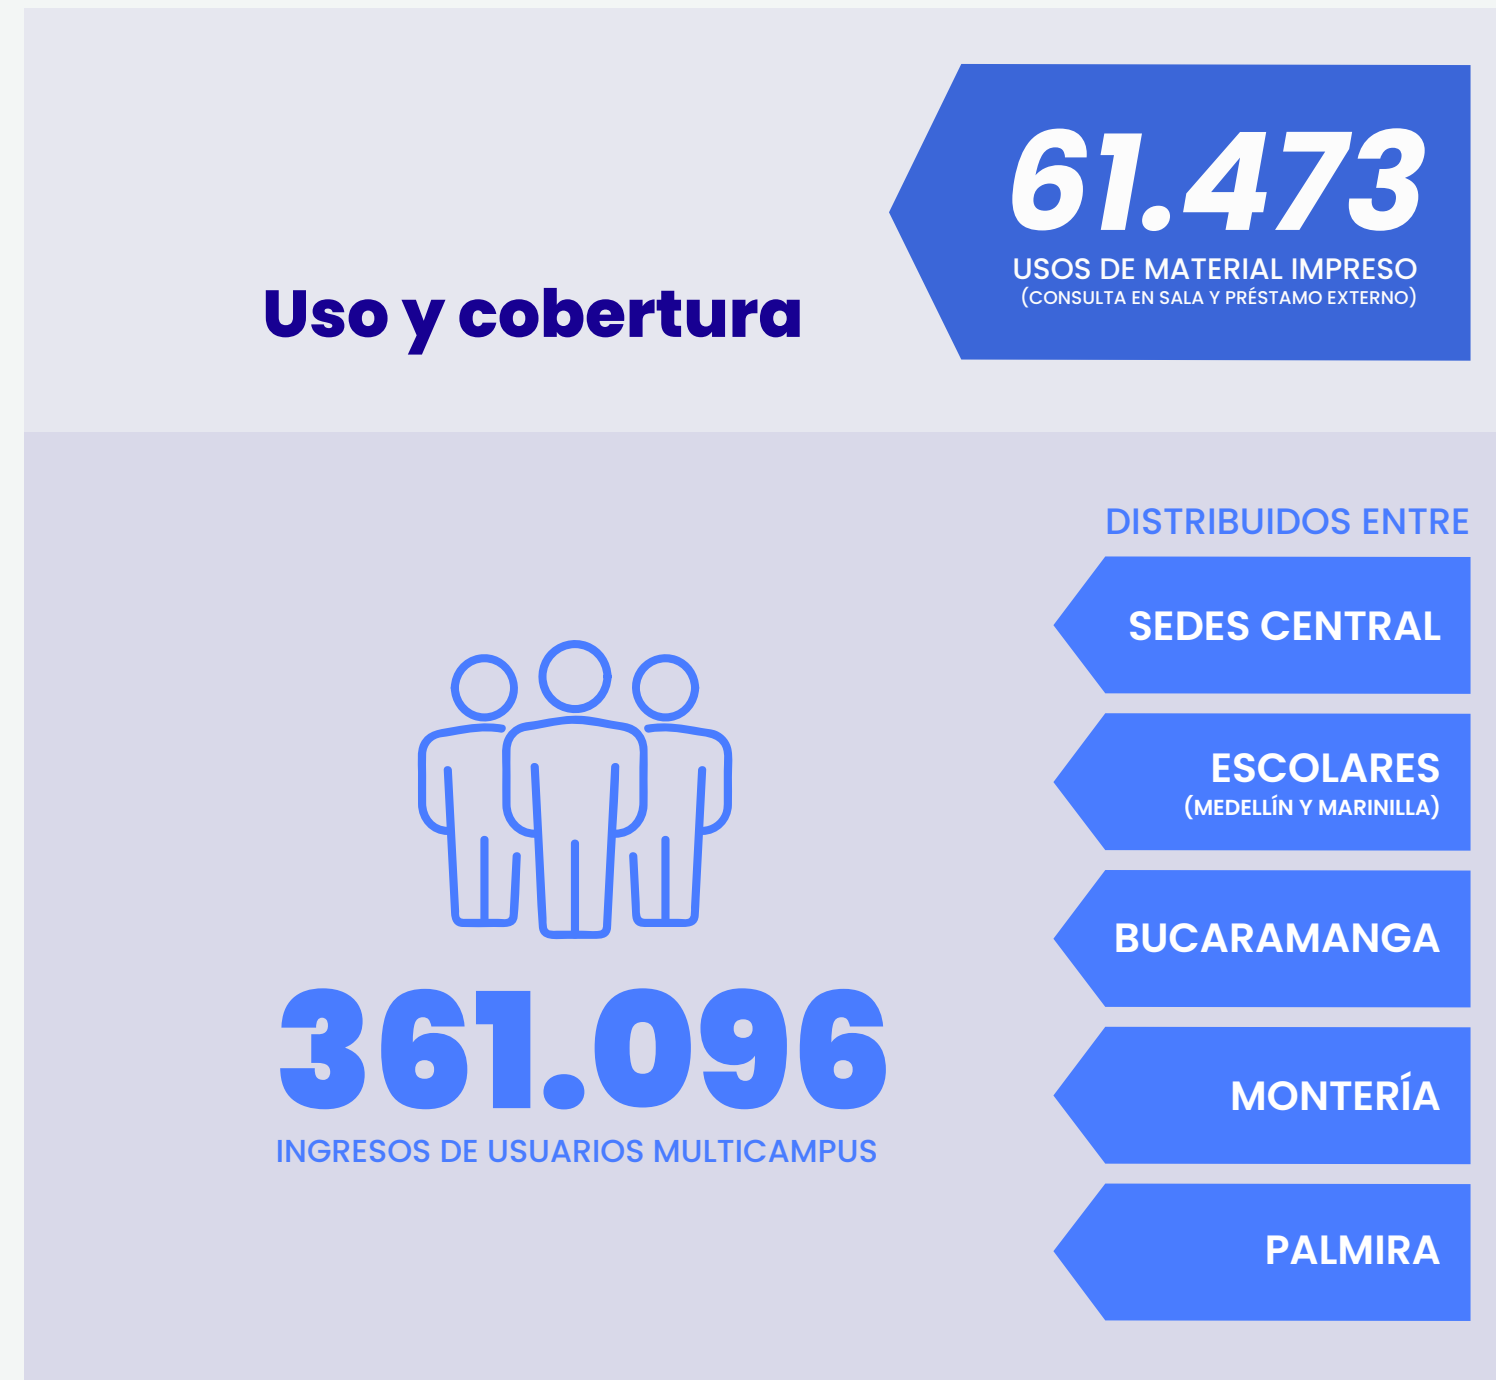 Uso y cobertura
61.473
USOS DE MATERIAL IMPRESO
(CONSULTA EN SALA Y PRÉSTAMO EXTERNO)
361.096
INGRESOS DE USUARIOS MULTICAMPUS
DISTRIBUIDOS ENTRE
SEDES CENTRAL
ESCOLARES
(MEDELLÍN Y MARINILLA)
BUCARAMANGA
MONTERÍA
PALMIRA